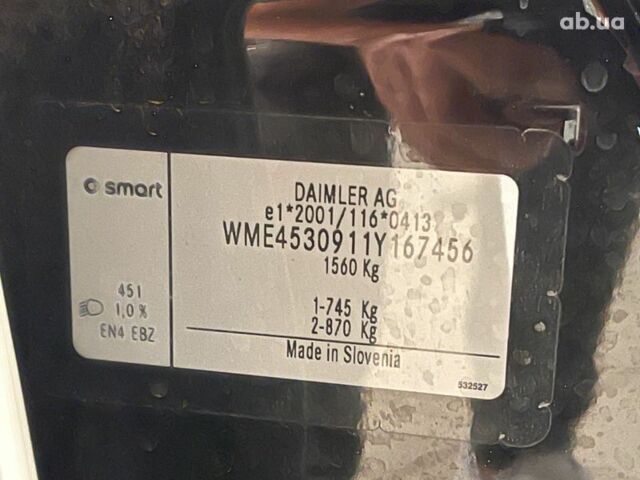 ab.ua
smart
DAIMLER AG
e1*2001/116*0413
WME4530911Y167456
1560 Kg
451
1,0 %
EN4 EBZ
1-745 Kg
2-870 Kg
Made in Slovenia
532527